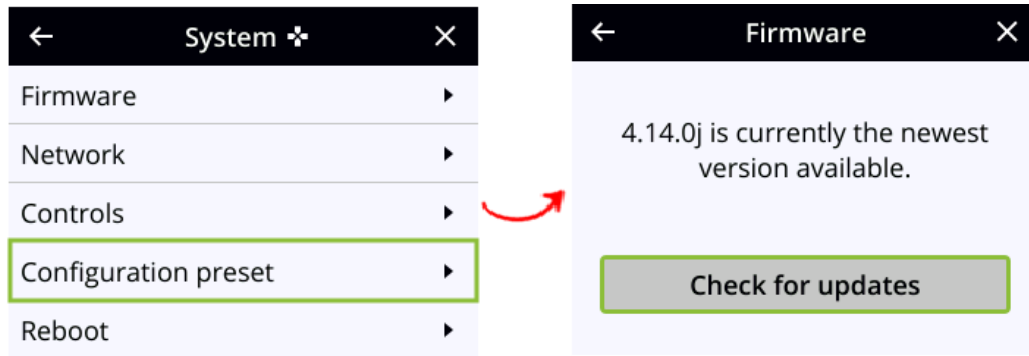 System
Firmware
Network
Controls
Configuration preset
Reboot
Firmware
4.14.0j is currently the newest
version available.
Check for updates